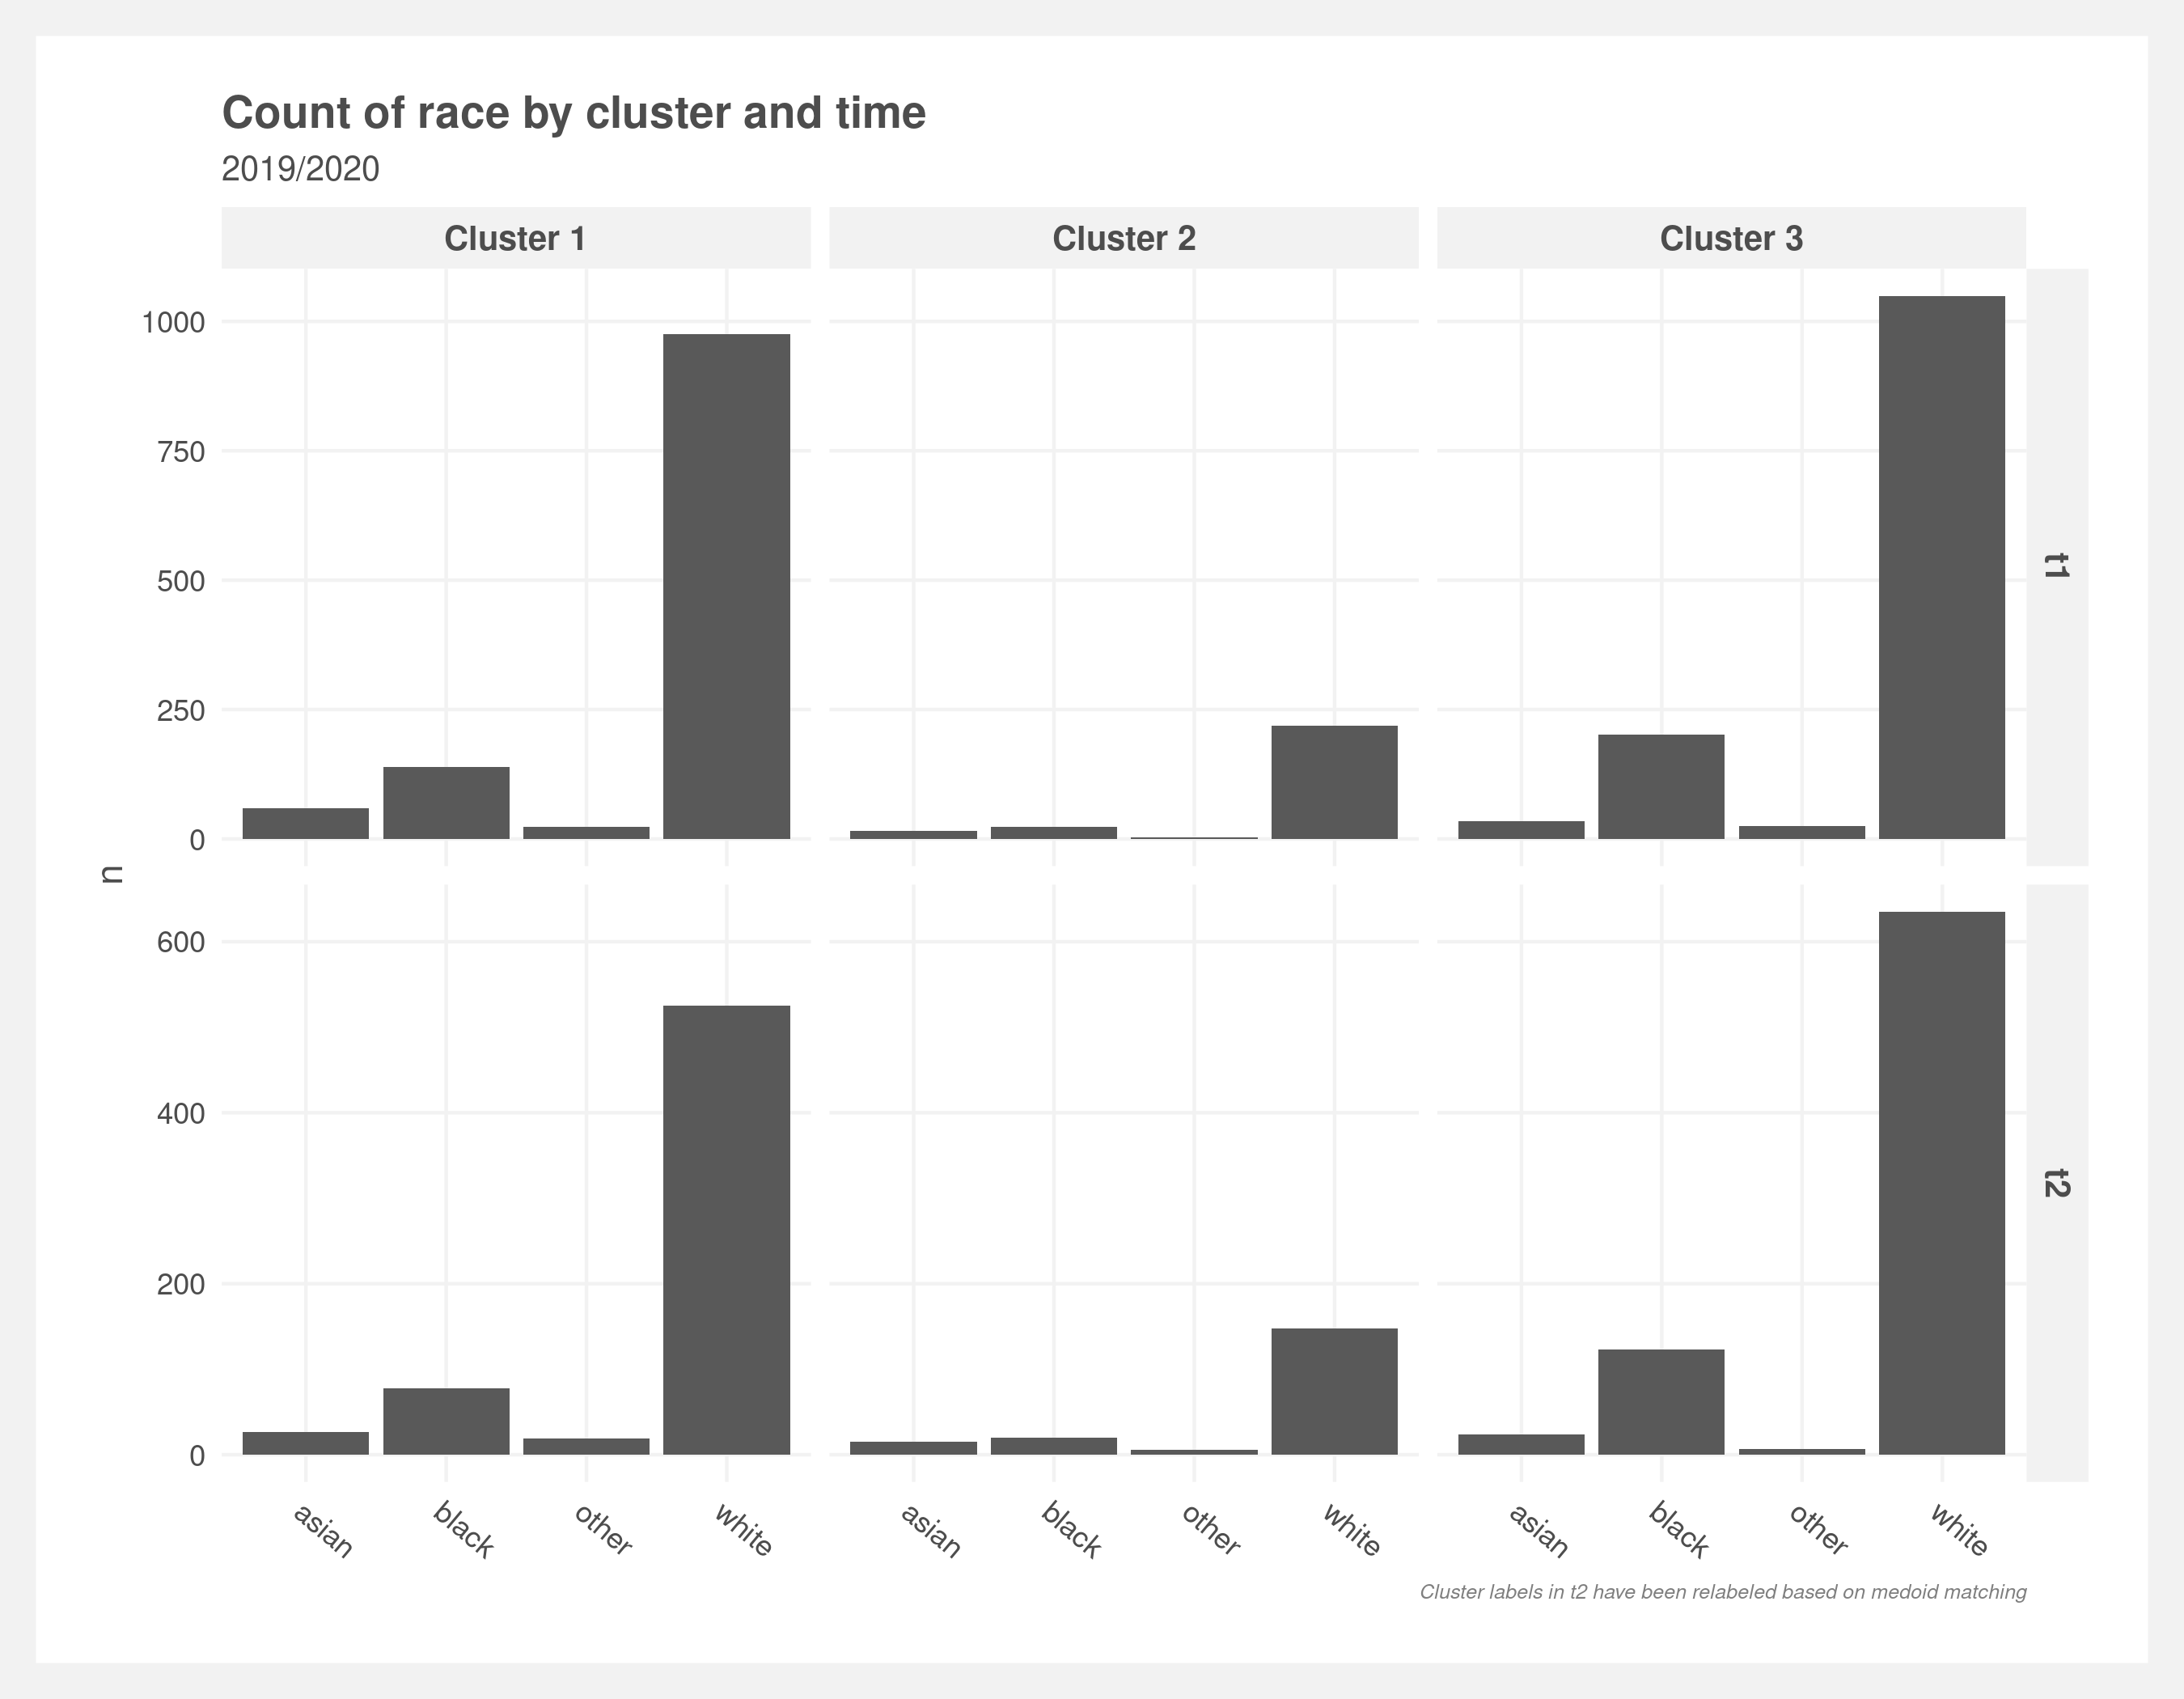 Count of race by cluster and time
2019/2020
Cluster 1
Cluster 2
Cluster 3
1000
750
500
250
0
t1
n
600
400
200
0
t2
asian
black
other
white
asian
black
other
white
asian
black
other
white
Cluster labels in t2 have been relabeled based on medoid matching